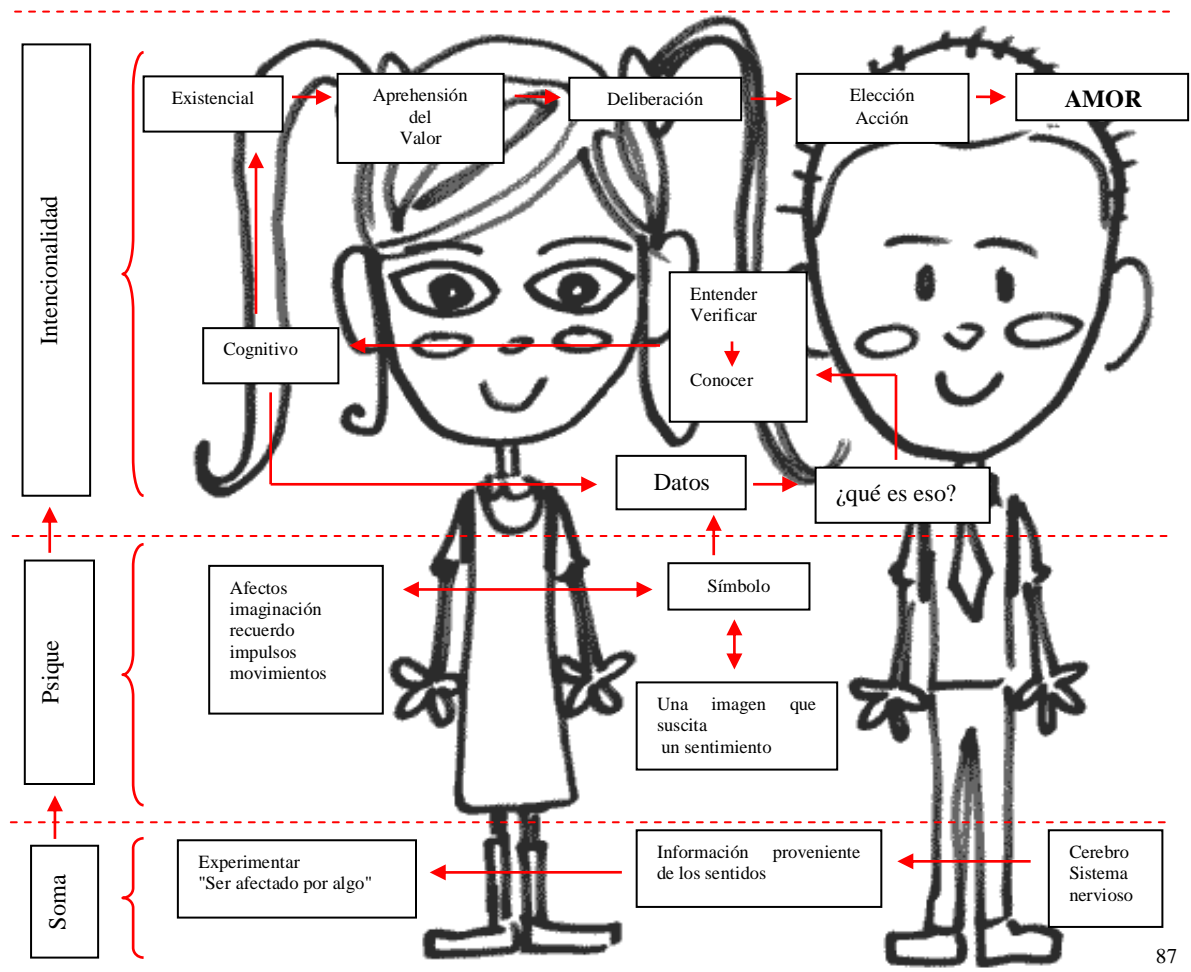 Intencionalidad
Existencial
Aprehensión
del
Valor
Deliberación
Elección
Acción
AMOR
Cognitivo
Entender
Verificar
Conocer
Datos
¿qué es eso?
Psique
Afectos
imaginación
recuerdo
impulsos
movimientos
Símbolo
Una imagen que
suscita
un sentimiento
Soma
Experimentar
"Ser afectado por algo"
Información proveniente
de los sentidos
Cerebro
Sistema
nervioso
87